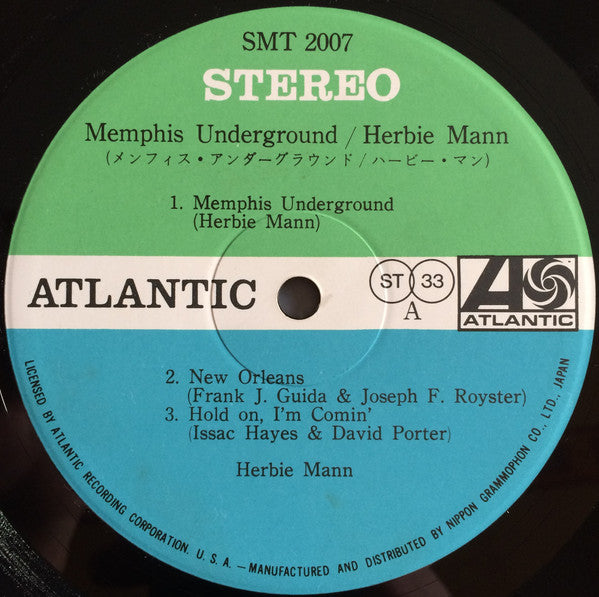 SMT 2007
STEREO
Memphis Underground / Herbie Mann
(メンフィス・アンダーグラウンド/ハービー・マン)
1. Memphis Underground
(Herbie Mann)
ATLANTIC
ST 33
A
ATLANTIC
2. New Orleans
(Frank J. Guida & Joseph F. Royster)
3. Hold on, I'm Comin'
(Issac Hayes & David Porter)
Herbie Mann
LICENSED BY ATLANTIC RECORDING CORPORATION. U. S. A. —MANUFACTURED AND DISTRIBUTED BY NIPPON GRAMMOPHON CO., LTD., JAPAN